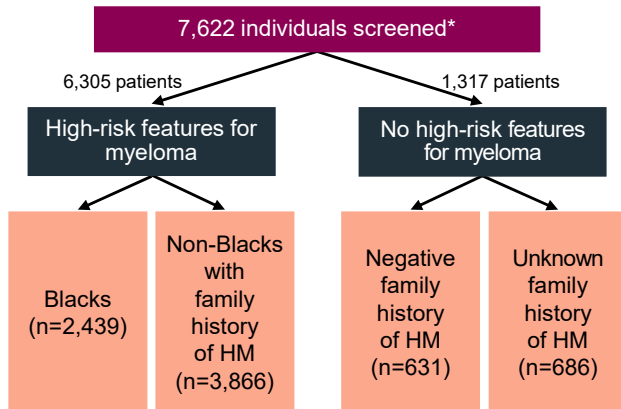 7,622 individuals screened*
6,305 patients
1,317 patients
High-risk features for
myeloma
No high-risk features
for myeloma
Blacks
(n=2,439)
Non-Blacks
with
family
history
of HM
(n=3,866)
Negative
family
history
of HM
(n=631)
Unknown
family
history
of HM
(n=686)